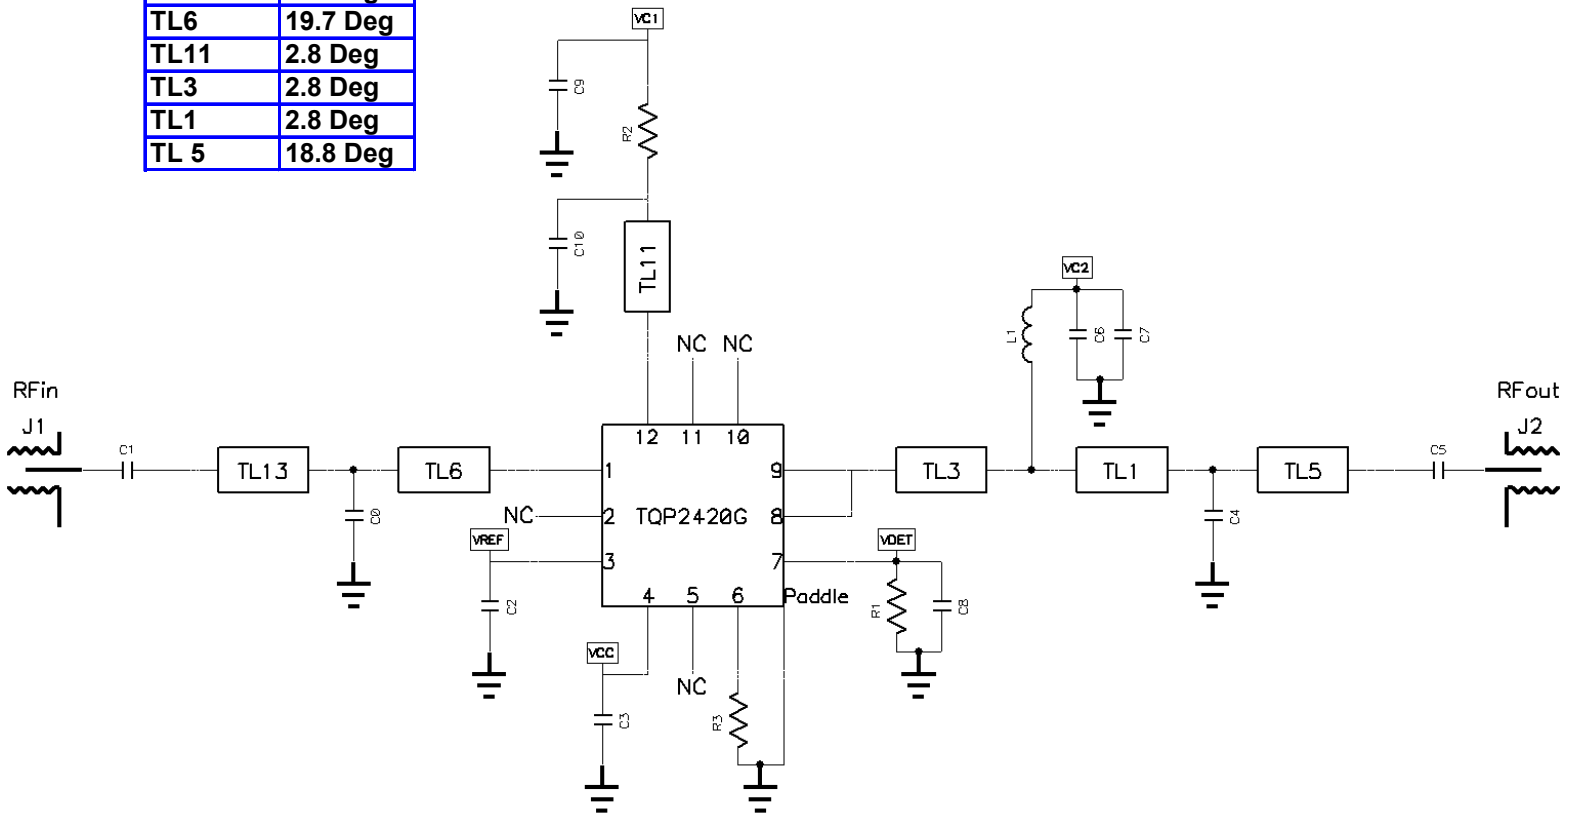 TL6 19.7 Deg
TL11 2.8 Deg
TL3 2.8 Deg
TL1 2.8 Deg
TL 5 18.8 Deg
VC1
C9
R2
C10
TL11
VC2
L1
C6
C7
NC NC
RFin
J1
C1
TL13
TL6
C0
12 11 10
1
2
3
4 5 6
7
8
9
TQP2420G
Paddle
NC
VREF
C2
VCC
C3
NC
R3
VDET
R1
C8
TL3
TL1
TL5
C4
C5
RFout
J2